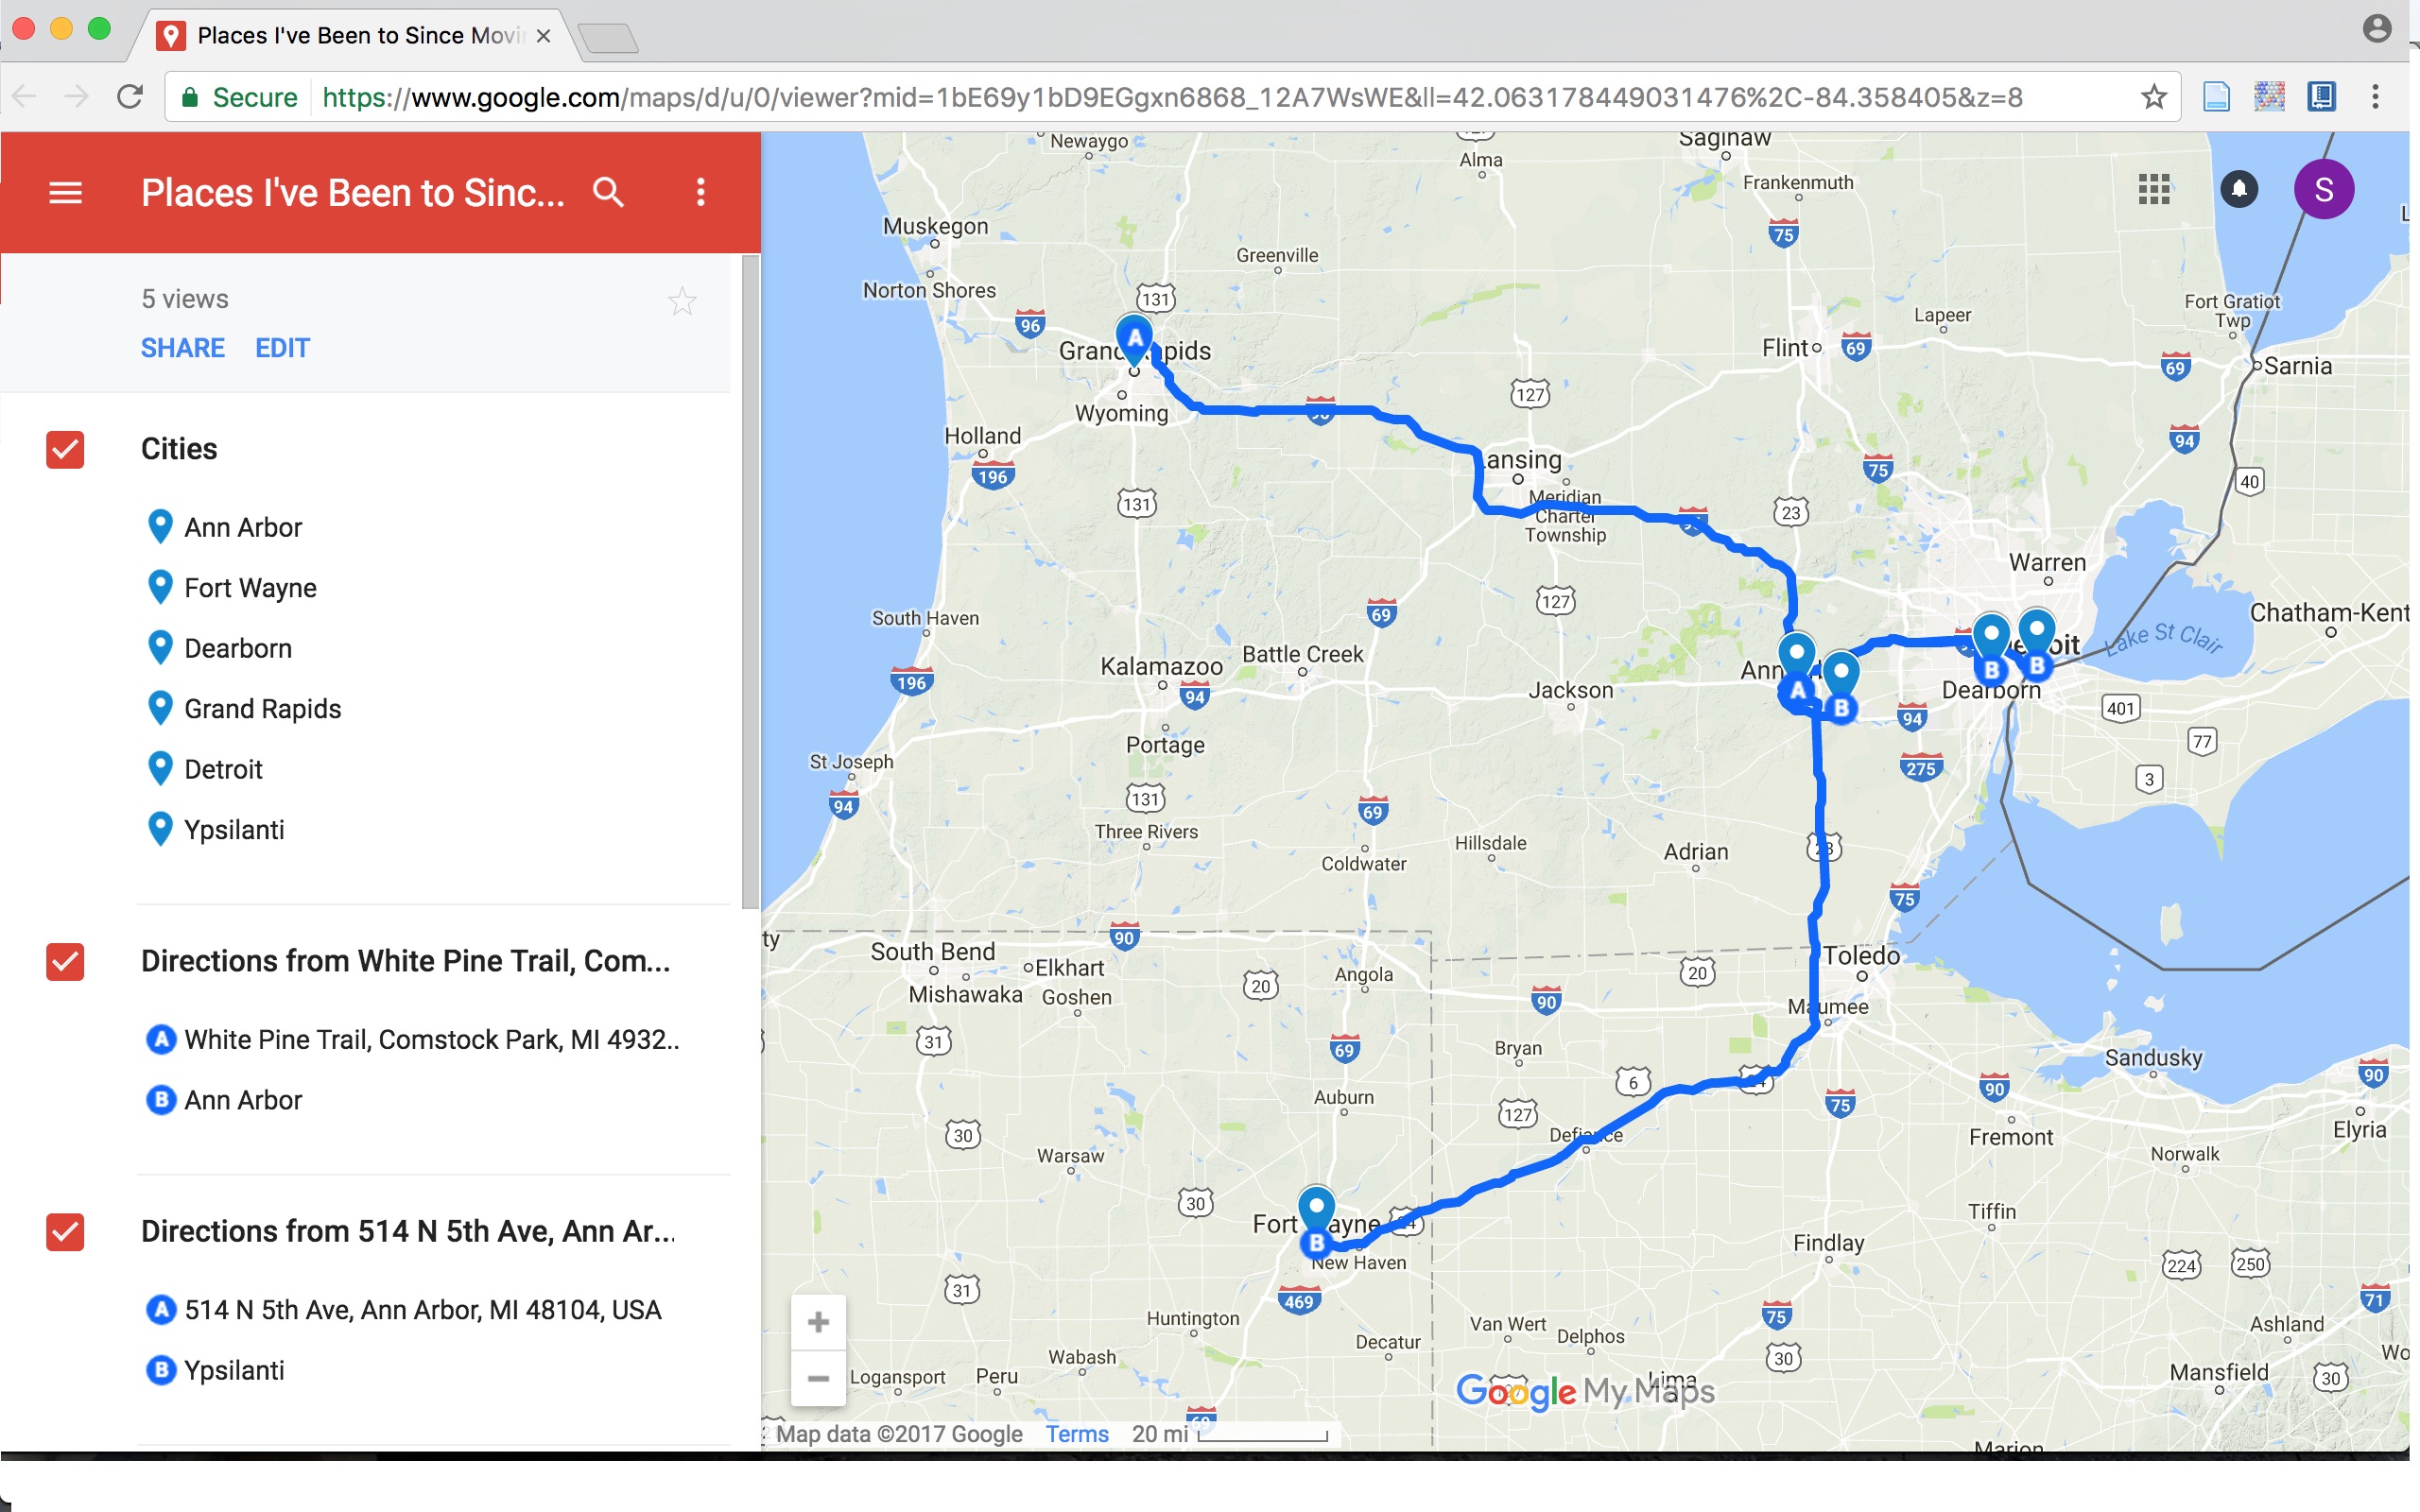 Places I've Been to Since Movi
Secure https://www.google.com/maps/d/u/0/viewer?mid=1bE69y1bD9EGgxn6868_12A7WsWE&ll=42.063178449031476%2C-84.358405&z=8
Places I've Been to Sinc...
5 views
SHARE EDIT
Cities
Ann Arbor
Fort Wayne
Dearborn
Grand Rapids
Detroit
Ypsilanti
Directions from White Pine Trail, Com...
A White Pine Trail, Comstock Park, MI 4932..
B Ann Arbor
Directions from 514 N 5th Ave, Ann Ar...
A 514 N 5th Ave, Ann Arbor, MI 48104, USA
B Ypsilanti
Newaygo
Alma
Saginaw
Frankenmuth
S
Muskegon
75
Greenville
Norton Shores
131
96
Fort Gratiot
Twp
Lapeer
A
Grand Rapids
Flint
69
69
Sarnia
127
Wyoming
Holland
94
Lansing
75
196
40
131
Meridian
Charter
Township
23
Warren
127
69
South Haven
Chatham-Kent
Lake St Clair
Detroit
Battle Creek
Kalamazoo
196
94
Jackson
A
B
B
B
Dearborn
94
401
Portage
77
St Joseph
275
3
94
131
69
Three Rivers
Coldwater
Hillsdale
Adrian
23
75
ty
90
South Bend
Elkhart
Mishawaka
Goshen
20
Angola
20
Toledo
90
Maumee
31
69
Bryan
Sandusky
6
24
90
90
Auburn
75
127
30
Defiance
Fremont
Elyria
Warsaw
Norwalk
30
Fort Wayne
24
Tiffin
B
New Haven
Findlay
224
250
31
469
71
Huntington
75
Van Wert
Delphos
Ashland
Decatur
Wabash
30
Wo
Logansport
Peru
Lima
Mansfield
30
Google My Maps
69
Map data ©2017 Google Terms 20 mi
Marion